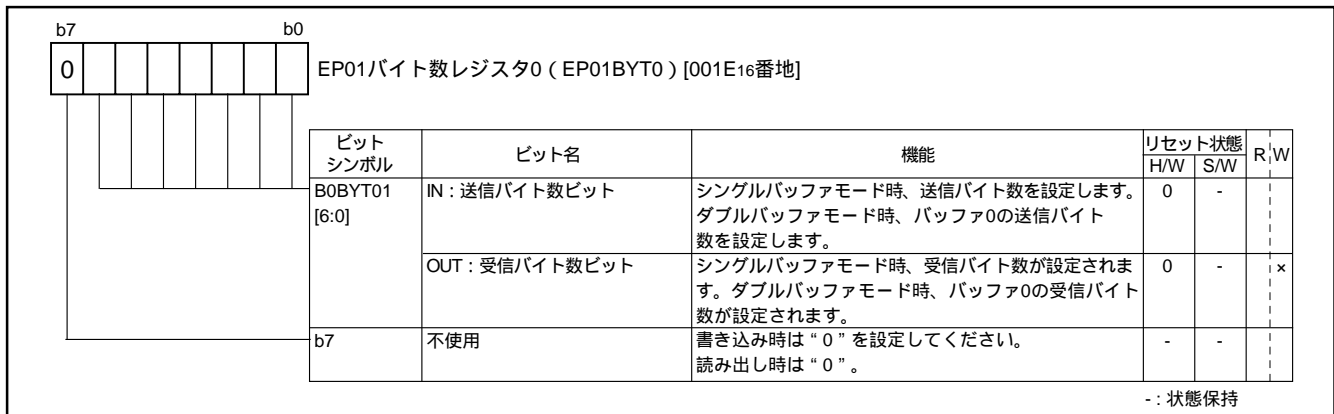 b7 b0
0
EP01バイト数レジスタ0(EP01BYT0)[001E16番地]
ビット シンボル ビット名 機能 リセット状態 H/W S/W R W
B0BYT01 [6:0] IN:送信バイト数ビット シングルバッファモード時、送信バイト数を設定します。 0 -
ダブルバッファモード時、バッファ0の送信バイト
数を設定します。
OUT:受信バイト数ビット シングルバッファモード時、受信バイト数が設定されま 0 - ×
す。ダブルバッファモード時、バッファ0の受信バイト
数が設定されます。
b7 不使用 書き込み時は“0”を設定してください。 - -
読み出し時は“0”。
-:状態保持